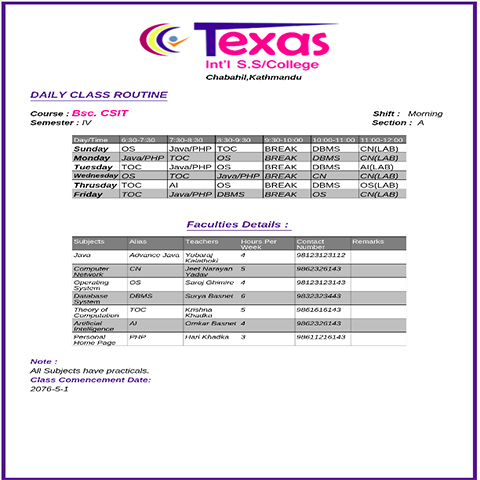 Texas
Int'l S.S/College
Chabahil,Kathmandu
DAILY CLASS ROUTINE
Course : Bsc. CSIT Shift : Morning
Semester : IV Section : A
Day/Time 6:30-7:30 7:30-8:30 8:30-9:30 9:30-10:00 10:00-11:00 11:00-12:00
Sunday OS Java/PHP TOC BREAK DBMS CN(LAB)
Monday Java/PHP TOC OS BREAK DBMS CN(LAB)
Tuesday TOC Java/PHP OS BREAK DBMS AI(LAB)
Wednesday OS TOC Java/PHP BREAK CN CN(LAB)
Thrusday TOC AI OS BREAK DBMS OS(LAB)
Friday TOC Java/PHP DBMS BREAK OS CN(LAB)
Faculties Details :
Subjects Alias Teachers Hours Per Week Contact Number Remarks
Java Advance Java Yubaraj Kalathoki 4 98123123112
Computer Network CN Jeet Narayan Yadav 5 9862326143
Operating System OS Saroj Ghimire 4 98123123143
Database System DBMS Surya Basnet 6 9832323443
Theory of Computation TOC Krishna Khadka 5 9861616143
Artificial Intelligence AI Omkar Basnet 4 9862326143
Personal Home Page PHP Hari Khadka 3 98611216143
Note :
All Subjects have practicals.
Class Comencement Date:
2076-5-1